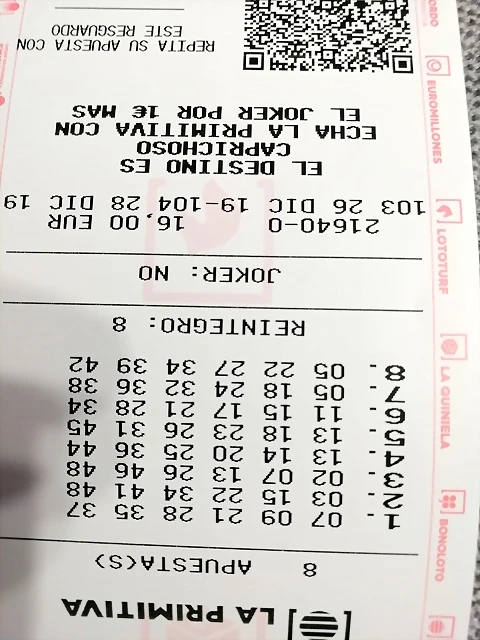 LA PRIMITIVA
8 APUESTA(S)
1.- 07 09 21 28 35 37
2.- 03 15 22 34 41 48
3.- 02 07 13 26 46 48
4.- 13 14 20 25 36 44
5.- 13 18 23 26 31 45
6.- 11 15 17 21 28 34
7.- 05 18 24 32 36 38
8.- 05 22 27 34 39 42
REINTEGRO: 8
JOKER: NO
21640-0 16,00 EUR
103 26 DIC 19-104 28 DIC 19
EL DESTINO ES
CAPRICHOSO
ECHA LA PRIMITIVA CON
EL JOKER POR 1€ MAS
REPITA SU APUESTA CON
ESTE RESGUARDO
ORDO
EUROMILLONES
LOTOTURF
LA QUINIELA
BONOLOTO